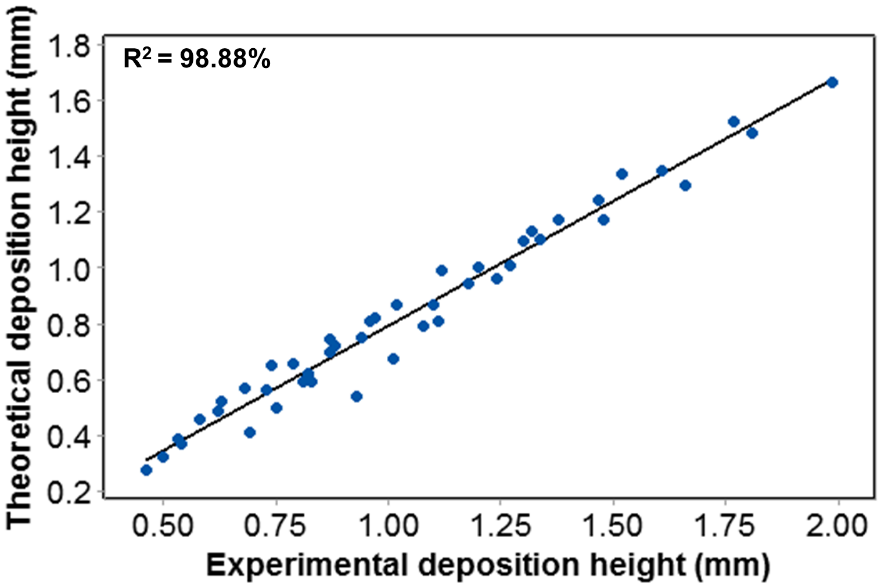 R² = 98.88%
Theoretical deposition height (mm)
1.8
1.6
1.4
1.2
1.0
0.8
0.6
0.4
0.2
0.50 0.75 1.00 1.25 1.50 1.75 2.00
Experimental deposition height (mm)